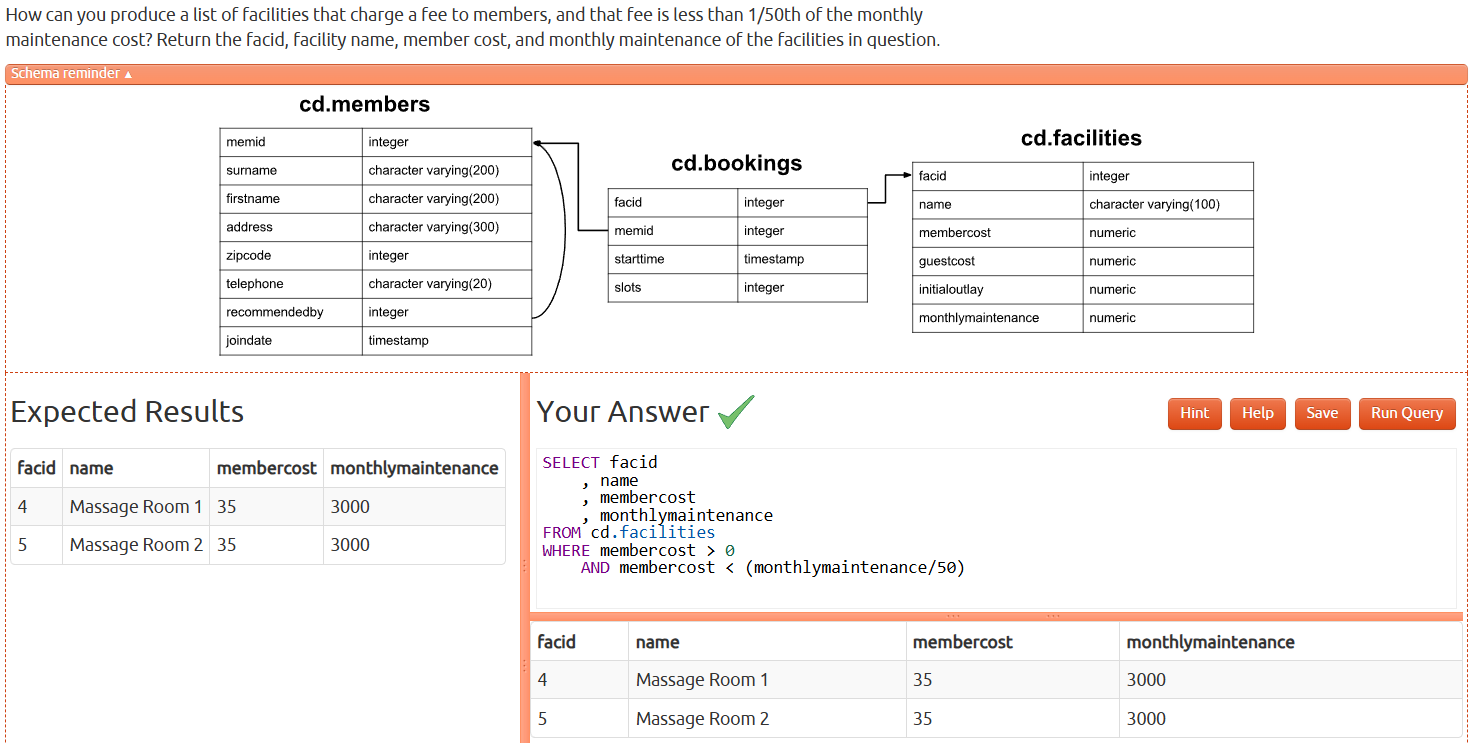 How can you produce a list of facilities that charge a fee to members, and that fee is less than 1/50th of the monthly
maintenance cost? Return the facid, facility name, member cost, and monthly maintenance of the facilities in question.
Schema reminder ▲
cd.members
memid integer
surname character varying(200)
firstname character varying(200)
address character varying(300)
zipcode integer
telephone character varying(20)
recommendedby integer
joindate timestamp
cd.bookings
facid integer
memid integer
starttime timestamp
slots integer
cd.facilities
facid integer
name character varying(100)
membercost numeric
guestcost numeric
initialoutlay numeric
monthlymaintenance numeric
Expected Results
facid name membercost monthlymaintenance
4 Massage Room 1 35 3000
5 Massage Room 2 35 3000
Your Answer
Hint Help Save Run Query
SELECT facid
, name
, membercost
, monthlymaintenance
FROM cd.facilities
WHERE membercost > 0
AND membercost < (monthlymaintenance/50)
facid name membercost monthlymaintenance
4 Massage Room 1 35 3000
5 Massage Room 2 35 3000